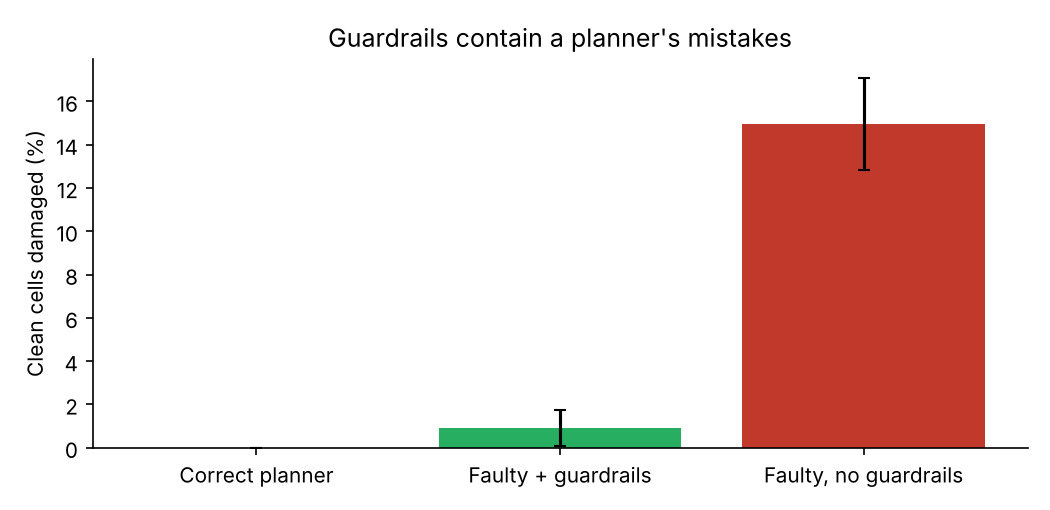 Guardrails contain a planner's mistakes
Clean cells damaged (%)
16
14
12
10
8
6
4
2
0
Correct planner
Faulty + guardrails
Faulty, no guardrails